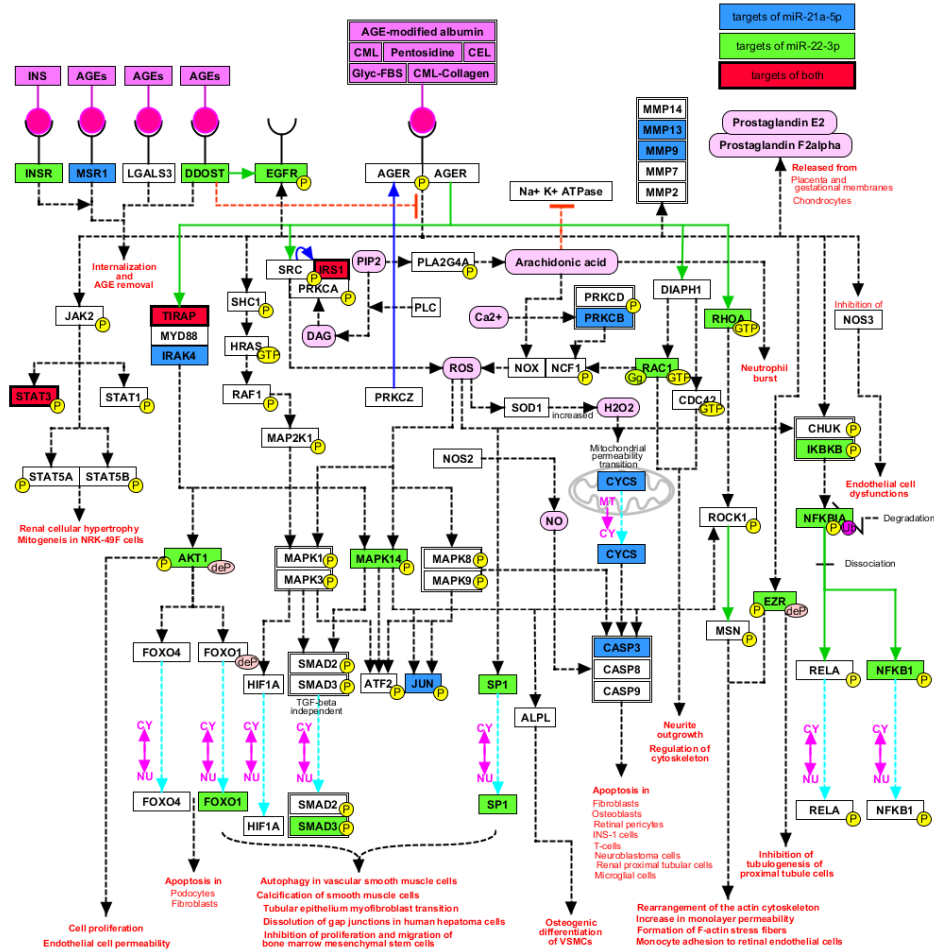 targets of miR-21a-5p
targets of miR-22-3p
targets of both
AGE-modified albumin
CML
Pentosidine
CEL
Glyc-FBS
CML-Collagen
INS
AGEs
AGEs
AGEs
MMP14
MMP13
MMP9
MMP7
MMP2
Prostaglandin E2
Prostaglandin F2alpha
INSR
MSR1
LGALS3
DDOST
EGFR
P
AGER
P
AGER
Na+ K+ ATPase
Released from
Placenta and
gestational membranes
Chondrocytes
Internalization
and
AGE removal
SRC
IRS1
P
PRKCA
P
PIP2
PLA2G4A
P
Arachidonic acid
DIAPH1
PLC
DAG
SHC1
P
JAK2
P
TIRAP
MYD88
IRAK4
HRAS
GTP
Ca2+
PRKCD
P
PRKCB
RHOA
GTP
Inhibition of
NOS3
STAT3
P
STAT1
P
RAF1
P
PRKCZ
ROS
NOX
NCF1
P
RAC1
Gg
GTP
CDC42
GTP
Neutrophil
burst
SOD1
increased
H2O2
MAP2K1
P
CHUK
P
IKBKB
P
NOS2
Mitochondrial
permeability
transition
STAT5A
P
STAT5B
P
CYCS
MT
CY
CYCS
Endothelial cell
dysfunctions
Renal cellular hypertrophy
Mitogeneis in NRK-49F cells
NO
ROCK1
P
NFKBIA
P
Ub
Degradation
AKT1
P
deP
MAPK1
P
MAPK3
P
MAPK14
P
MAPK8
P
MAPK9
P
Dissociation
EZR
P
deP
MSN
P
FOXO4
FOXO1
deP
HIF1A
SMAD2
P
SMAD3
P
TGF-beta
independent
ATF2
P
JUN
P
SP1
CASP3
CASP8
CASP9
RELA
P
NFKB1
P
ALPL
Neurite
outgrowth
Regulation of
cytoskeleton
CY
NU
CY
NU
CY
NU
CY
NU
CY
NU
CY
NU
CY
NU
FOXO4
FOXO1
HIF1A
SMAD2
P
SMAD3
P
SP1
RELA
P
NFKB1
P
Apoptosis in
Fibroblasts
Osteoblasts
Retinal pericytes
INS-1 cells
T-cells
Neuroblastoma cells
Renal proximal tubular cells
Microglial cells
Inhibition of
tubulogenesis of
proximal tubule cells
Apoptosis in
Podocytes
Fibroblasts
Autophagy in vascular smooth muscle cells
Calcification of smooth muscle cells
Tubular epithelium myofibroblast transition
Dissolution of gap junctions in human hepatoma cells
Inhibition of proliferation and migration of
bone marrow mesenchymal stem cells
Cell proliferation
Endothelial cell permeability
Osteogenic
differentiation
of VSMCs
Rearrangement of the actin cytoskeleton
Increase in monolayer permeability
Formation of F-actin stress fibers
Monocyte adhesion to retinal endothelial cells